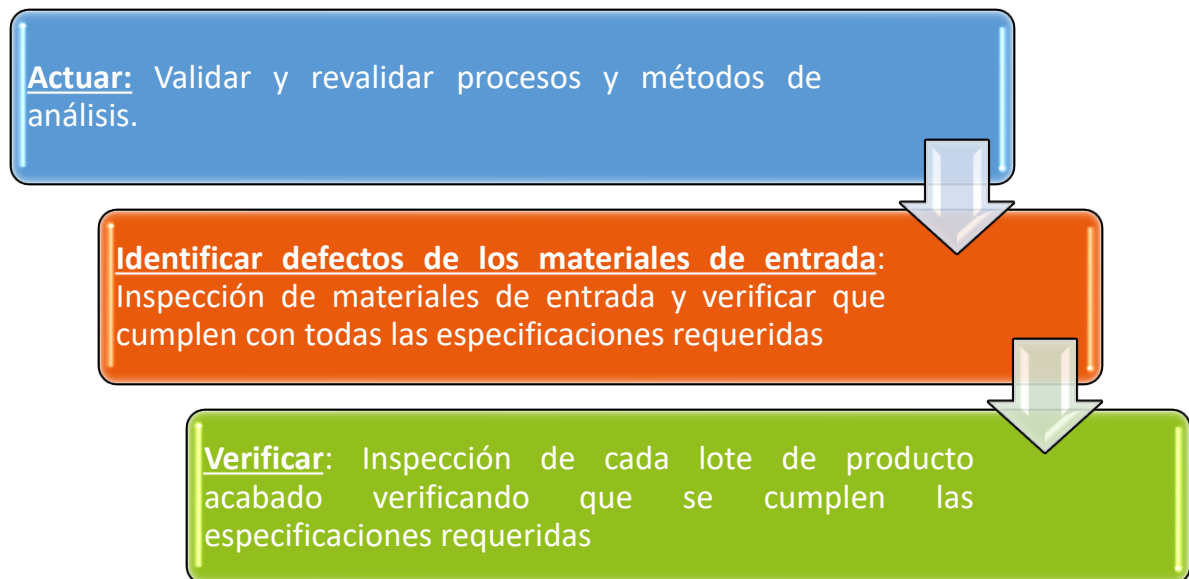 Actuar: Validar y revalidar procesos y métodos de
análisis.
Identificar defectos de los materiales de entrada:
Inspección de materiales de entrada y verificar que
cumplen con todas las especificaciones requeridas
Verificar: Inspección de cada lote de producto
acabado verificando que se cumplen las
especificaciones requeridas